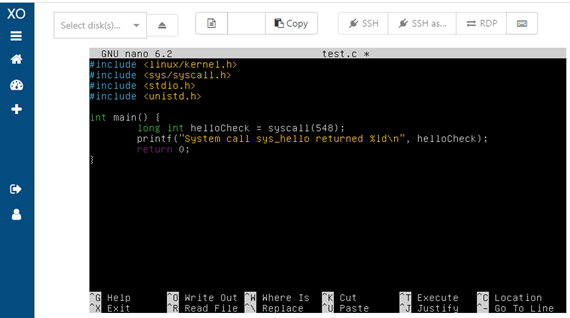 XO
Select disk(s)...
Copy
SSH
SSH as...
RDP
GNU nano 6.2 test.c *
#include <linux/kernel.h>
#include <sys/syscall.h>
#include <stdio.h>
#include <unistd.h>
int main() {
long int helloCheck = syscall(548);
printf("System call sys_hello returned %ld\n", helloCheck);
return 0;
}
^G Help ^O Write Out ^W Where Is ^K Cut ^T Execute ^C Location
^X Exit ^R Read File ^\ Replace ^U Paste ^J Justify ^- Go To Line